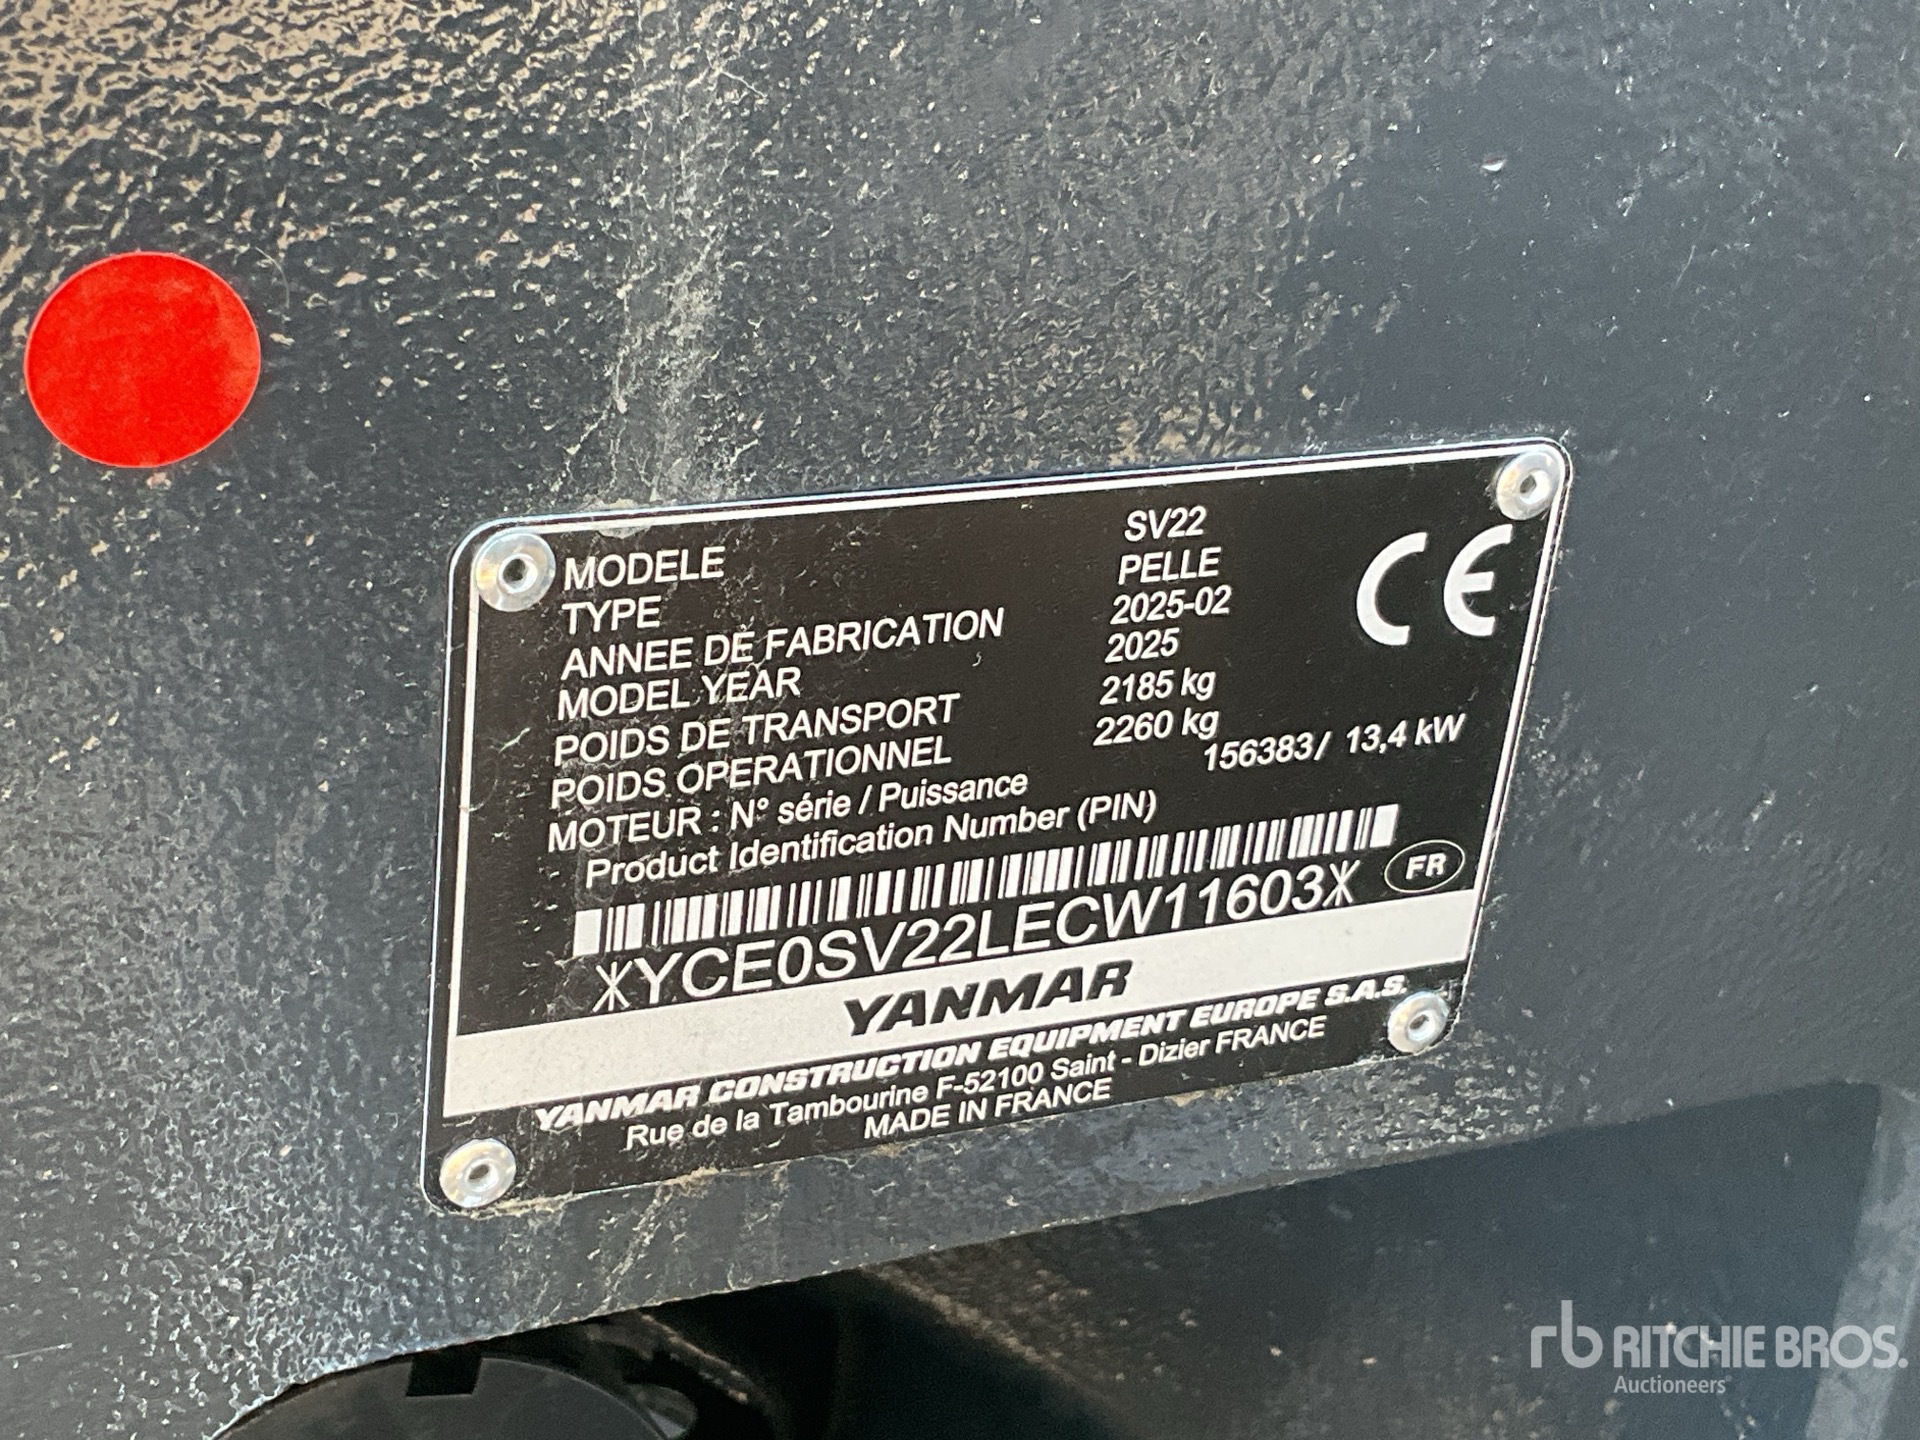 MODELE SV22
TYPE PELLE
ANNEE DE FABRICATION 2025-02
MODEL YEAR 2025
POIDS DE TRANSPORT 2185 kg
POIDS OPERATIONNEL 2260 kg
MOTEUR : N° série / Puissance 156383/ 13,4 kW
Product Identification Number (PIN)
CE
FR
*YCE0SV22LECW11603*
YANMAR
YANMAR CONSTRUCTION EQUIPMENT EUROPE S.A.S.
Rue de la Tambourine F-52100 Saint - Dizier FRANCE
MADE IN FRANCE
rb RITCHIE BROS.
Auctioneers